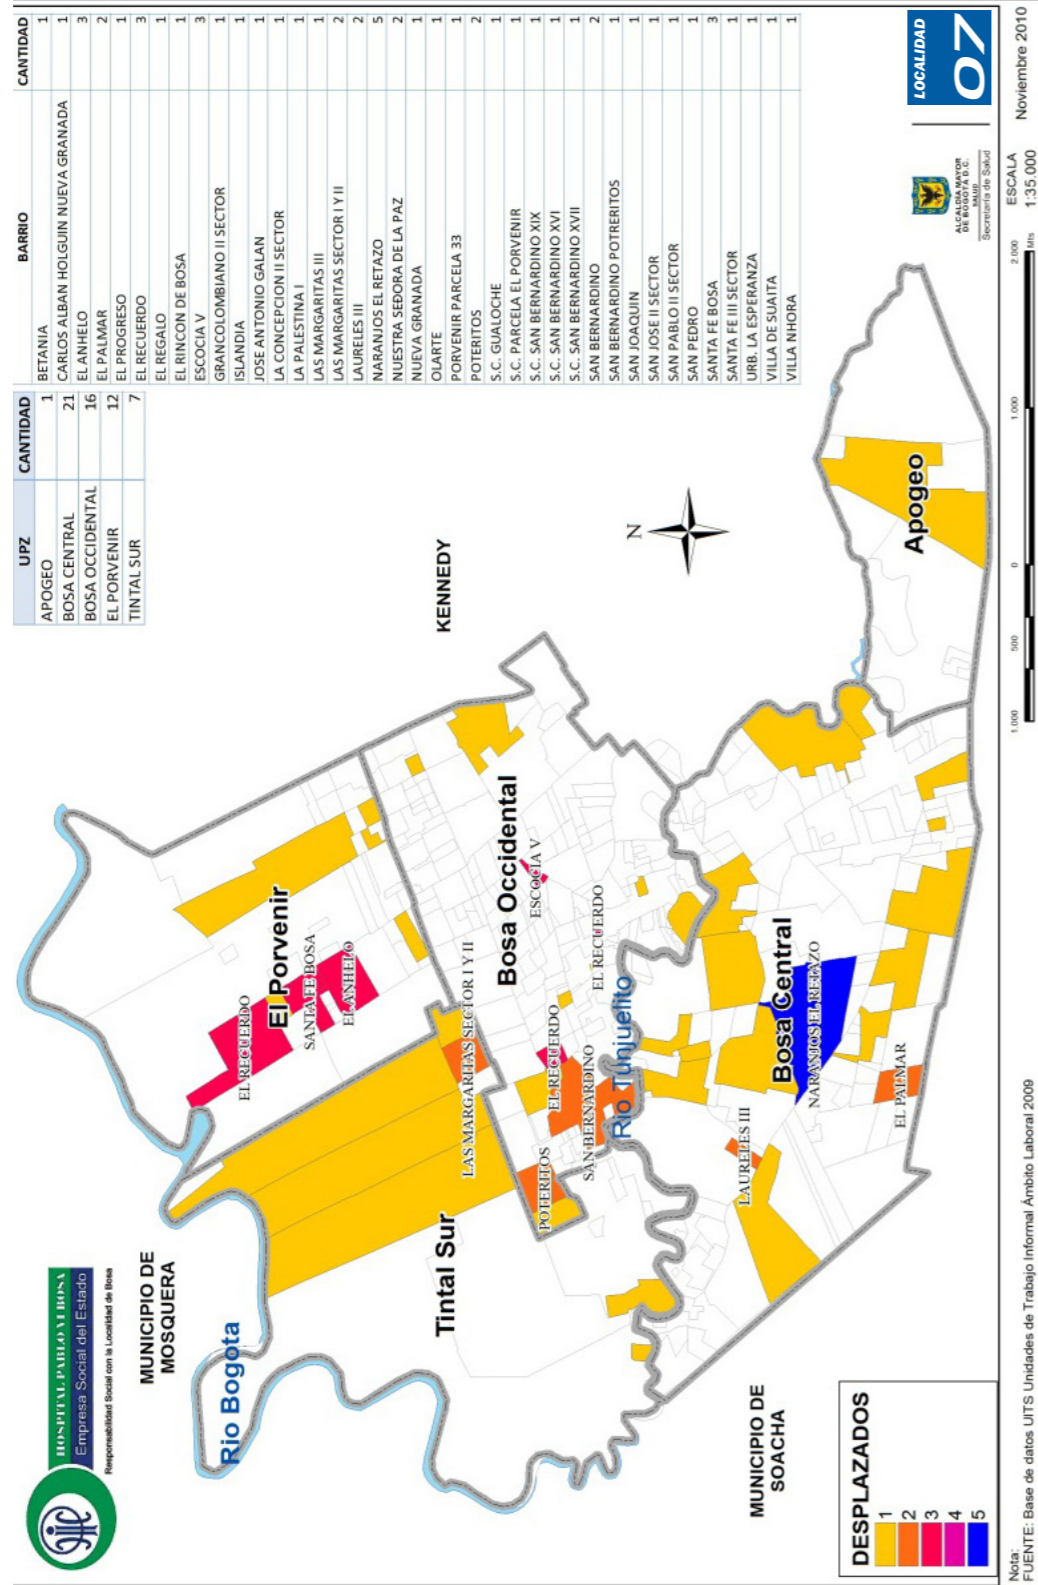 HOSPITAL PABLO VI BOSA
Empresa Social del Estado
Responsabilidad Social con la Localidad de Bosa
UPZ CANTIDAD
APOGEO 1
BOSA CENTRAL 21
BOSA OCCIDENTAL 16
EL PORVENIR 12
TINTAL SUR 7
BARRIO CANTIDAD
BETANIA 1
CARLOS ALBAN HOLGUIN NUEVA GRANADA 1
EL ANHELO 3
EL PALMAR 2
EL PROGRESO 1
EL RECUERDO 3
EL REGALO 1
EL RINCON DE BOSA 1
ESCOCIA V 3
GRANCOLOMBIANO II SECTOR 1
ISLANDIA 1
JOSE ANTONIO GALAN 1
LA CONCEPCION II SECTOR 1
LA PALESTINA I 1
LAS MARGARITAS III 1
LAS MARGARITAS SECTOR I Y II 2
LAURELES III 2
NARANJOS EL RETAZO 5
NUESTRA SEÐORA DE LA PAZ 2
NUEVA GRANADA 1
OLARTE 1
PORVENIR PARCELA 33 1
POTERITOS 2
S.C. GUALOCHE 1
S.C. PARCELA EL PORVENIR 1
S.C. SAN BERNARDINO XIX 1
S.C. SAN BERNARDINO XVI 1
S.C. SAN BERNARDINO XVII 1
SAN BERNARDINO 2
SAN BERNARDINO POTRERITOS 1
SAN JOAQUIN 1
SAN JOSE II SECTOR 1
SAN PABLO II SECTOR 1
SAN PEDRO 1
SANTA FE BOSA 3
SANTA FE III SECTOR 1
URB. LA ESPERANZA 1
VILLA DE SUAITA 1
VILLA NHORA 1
MUNICIPIO DE
MOSQUERA
Rio Bogota
EL RECUERDO
El Porvenir
SANTA FE BOSA
EL ANHELO
KENNEDY
Tintal Sur
LAS MARGARITAS SECTOR I Y II
Bosa Occidental
ESCOCIA V
POTERITOS
EL RECUERDO
SAN BERNARDINO
EL RECUERDO
Rio Tunjuelito
N
LAURELES III
Bosa Central
NARANJOS EL RETAZO
EL PALMAR
Apogeo
MUNICIPIO DE
SOACHA
DESPLAZADOS
1
2
3
4
5
ALCALDÍA MAYOR
DE BOGOTÁ D.C.
SALUD
Secretaría de Salud
LOCALIDAD
07
1.000 500 0 1.000 2.000
Mts
ESCALA
1:35.000
Noviembre 2010
Nota:
FUENTE: Base de datos UITS Unidades de Trabajo Informal Ámbito Laboral 2009